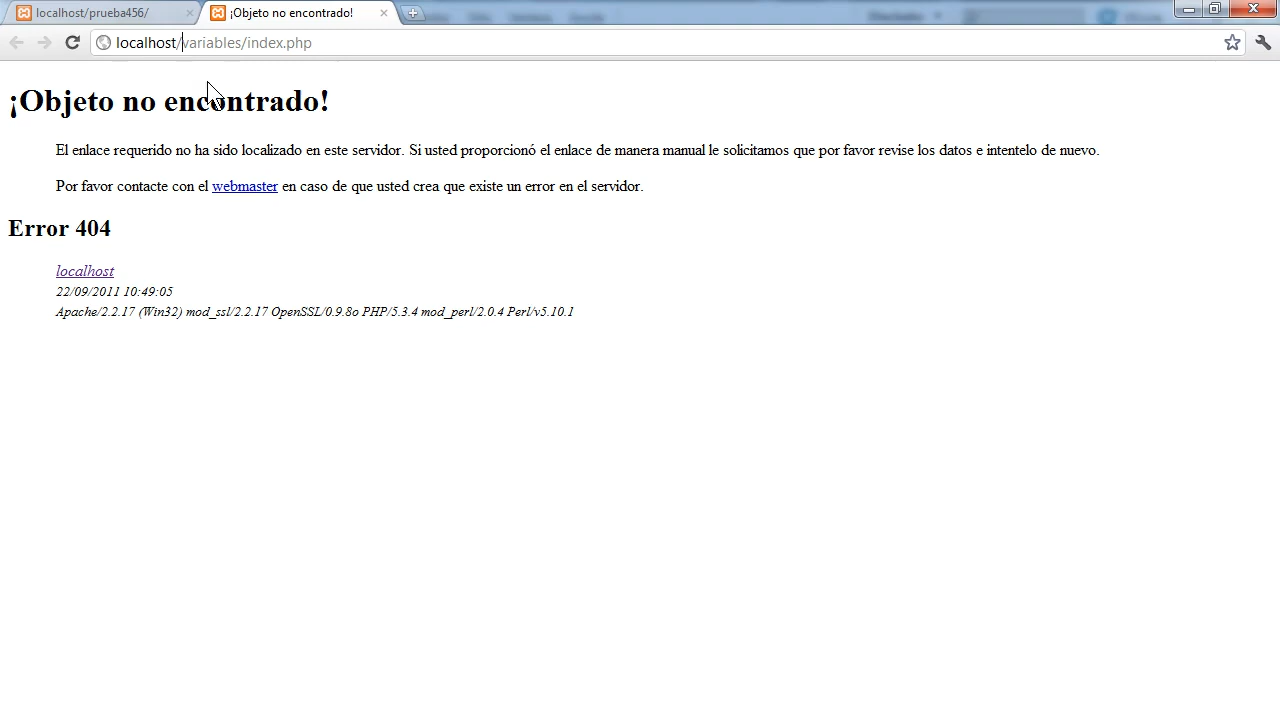 localhost/prueba456/
¡Objeto no encontrado!
localhost/variables/index.php
¡Objeto no encontrado!
El enlace requerido no ha sido localizado en este servidor. Si usted proporcionó el enlace de manera manual le solicitamos que por favor revise los datos e intentelo de nuevo.
Por favor contacte con el webmaster en caso de que usted crea que existe un error en el servidor.
Error 404
localhost
22/09/2011 10:49:05
Apache/2.2.17 (Win32) mod_ssl/2.2.17 OpenSSL/0.9.8o PHP/5.3.4 mod_perl/2.0.4 Perl/v5.10.1